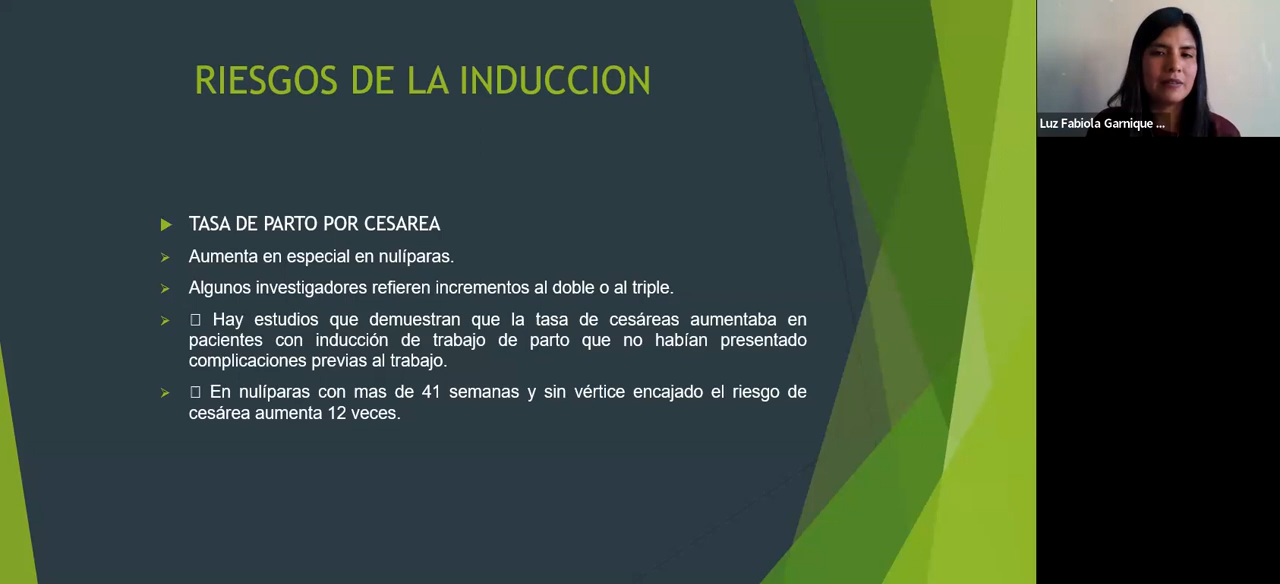 RIESGOS DE LA INDUCCION
TASA DE PARTO POR CESAREA
Aumenta en especial en nulíparas.
Algunos investigadores refieren incrementos al doble o al triple.
Hay estudios que demuestran que la tasa de cesáreas aumentaba en
pacientes con inducción de trabajo de parto que no habían presentado
complicaciones previas al trabajo.
En nulíparas con mas de 41 semanas y sin vértice encajado el riesgo de
cesárea aumenta 12 veces.
Luz Fabiola Garnique ...